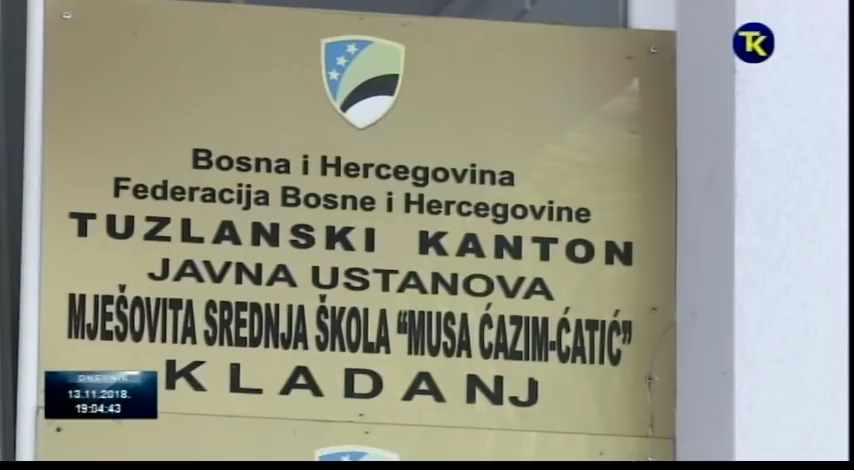 TK
Bosna i Hercegovina
Federacija Bosne i Hercegovine
TUZLANSKI KANTON
JAVNA USTANOVA
MJEŠOVITA SREDNJA ŠKOLA “MUSA ĆAZIM-ĆATIĆ”
KLADANJ
DNEVNIK
13.11.2018.
19:04:43